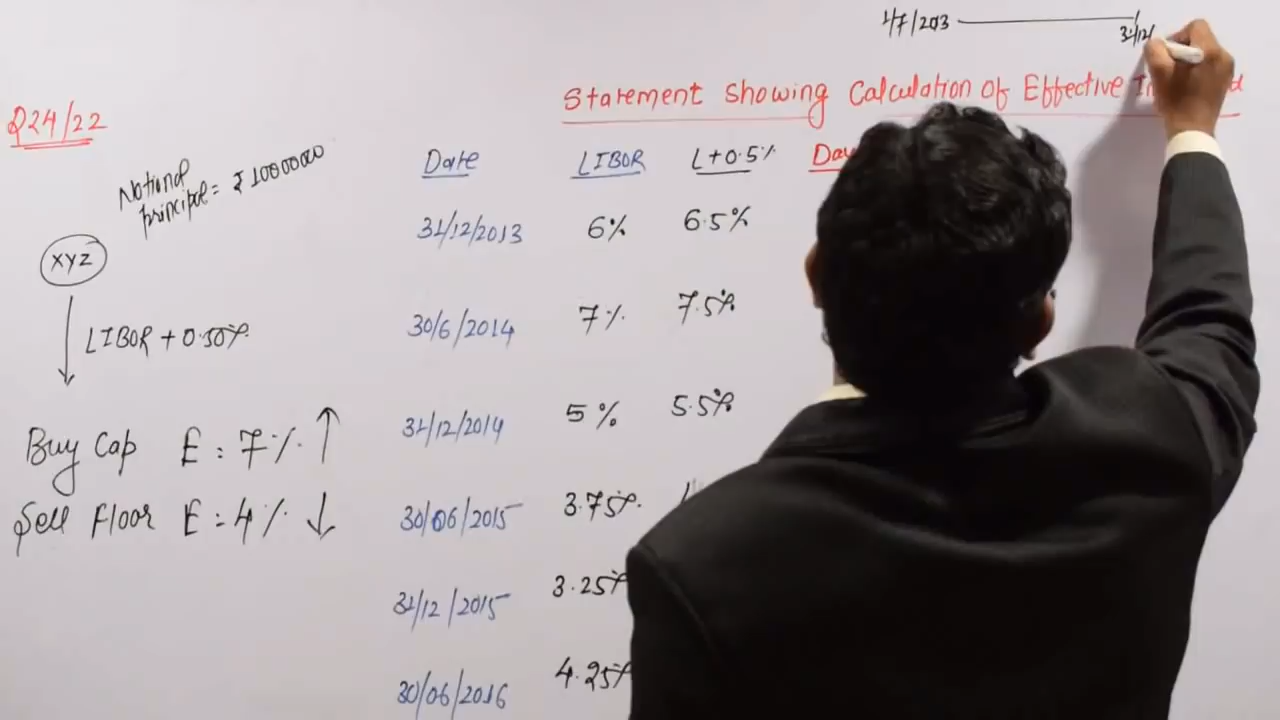 1/7/2013 31/12/
Statement showing Calculation of Effective
Q24/22
Notional
principal = ₹ 10000000
xyz
LIBOR + 0.50%
Buy Cap E : 7% ↑
Sell Floor E : 4% ↓
Date LIBOR L + 0.5% Day
31/12/2013 6% 6.5%
30/6/2014 7% 7.5%
31/12/2014 5% 5.5%
30/06/2015 3.75%
31/12/2015 3.25%
30/06/2016 4.25%